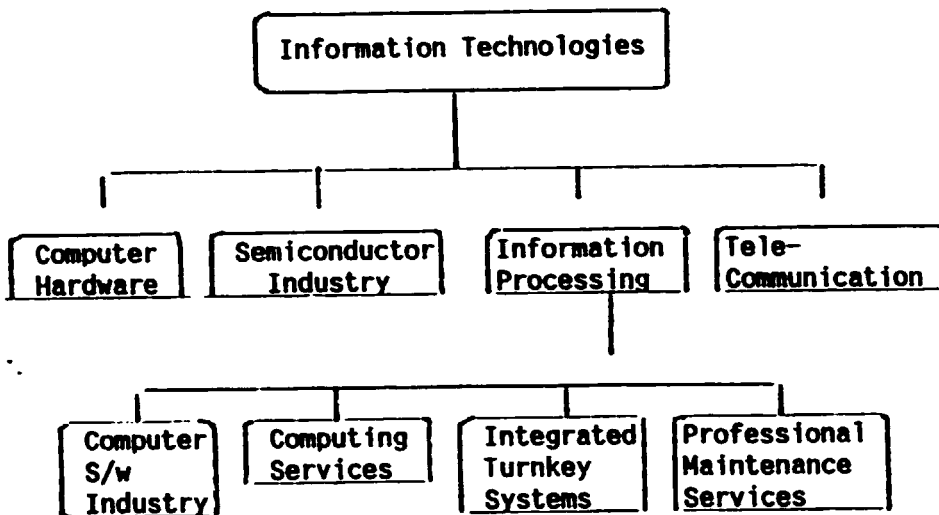 Information Technologies
Computer
Hardware
Semiconductor
Industry
Information
Processing
Tele-
Communication
Computer
S/w
Industry
Computing
Services
Integrated
Turnkey
Systems
Professional
Maintenance
Services